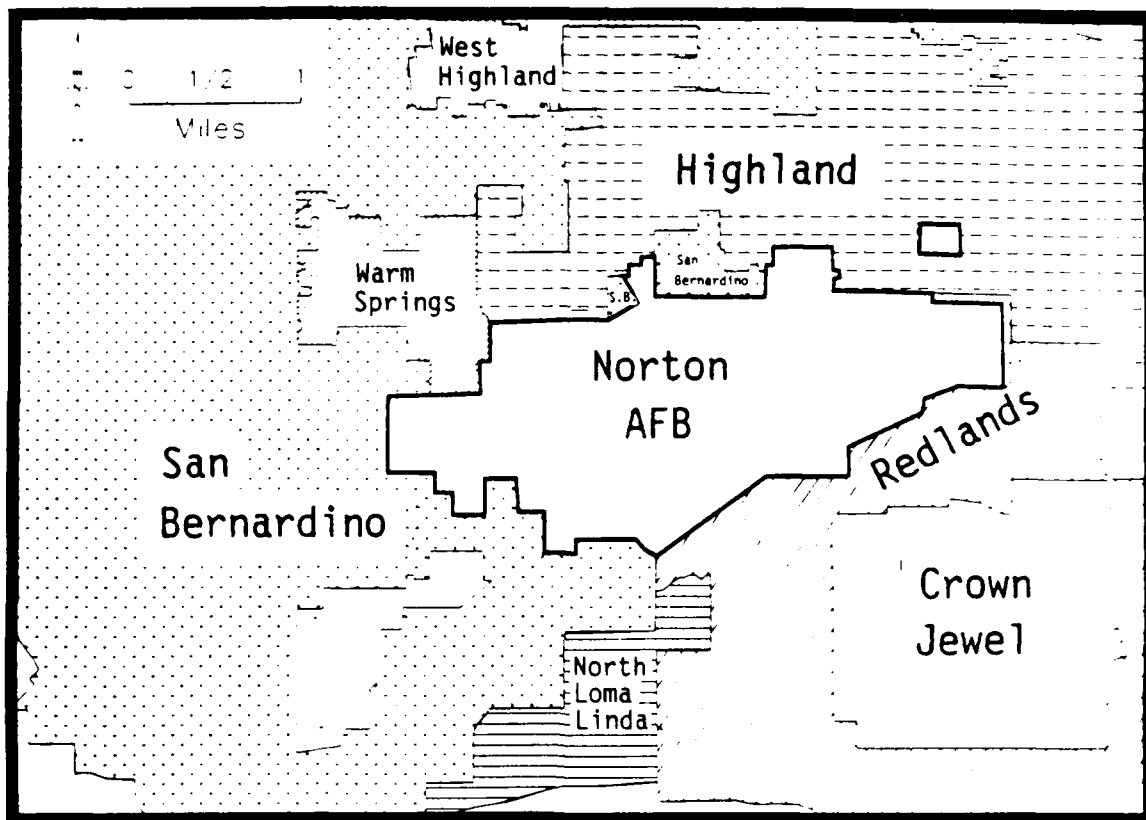 West
Highland
0 1/2 1
Miles
Highland
San
Bernardino
S.B.
Warm
Springs
Norton
AFB
Redlands
San
Bernardino
Crown
Jewel
North
Loma
Linda